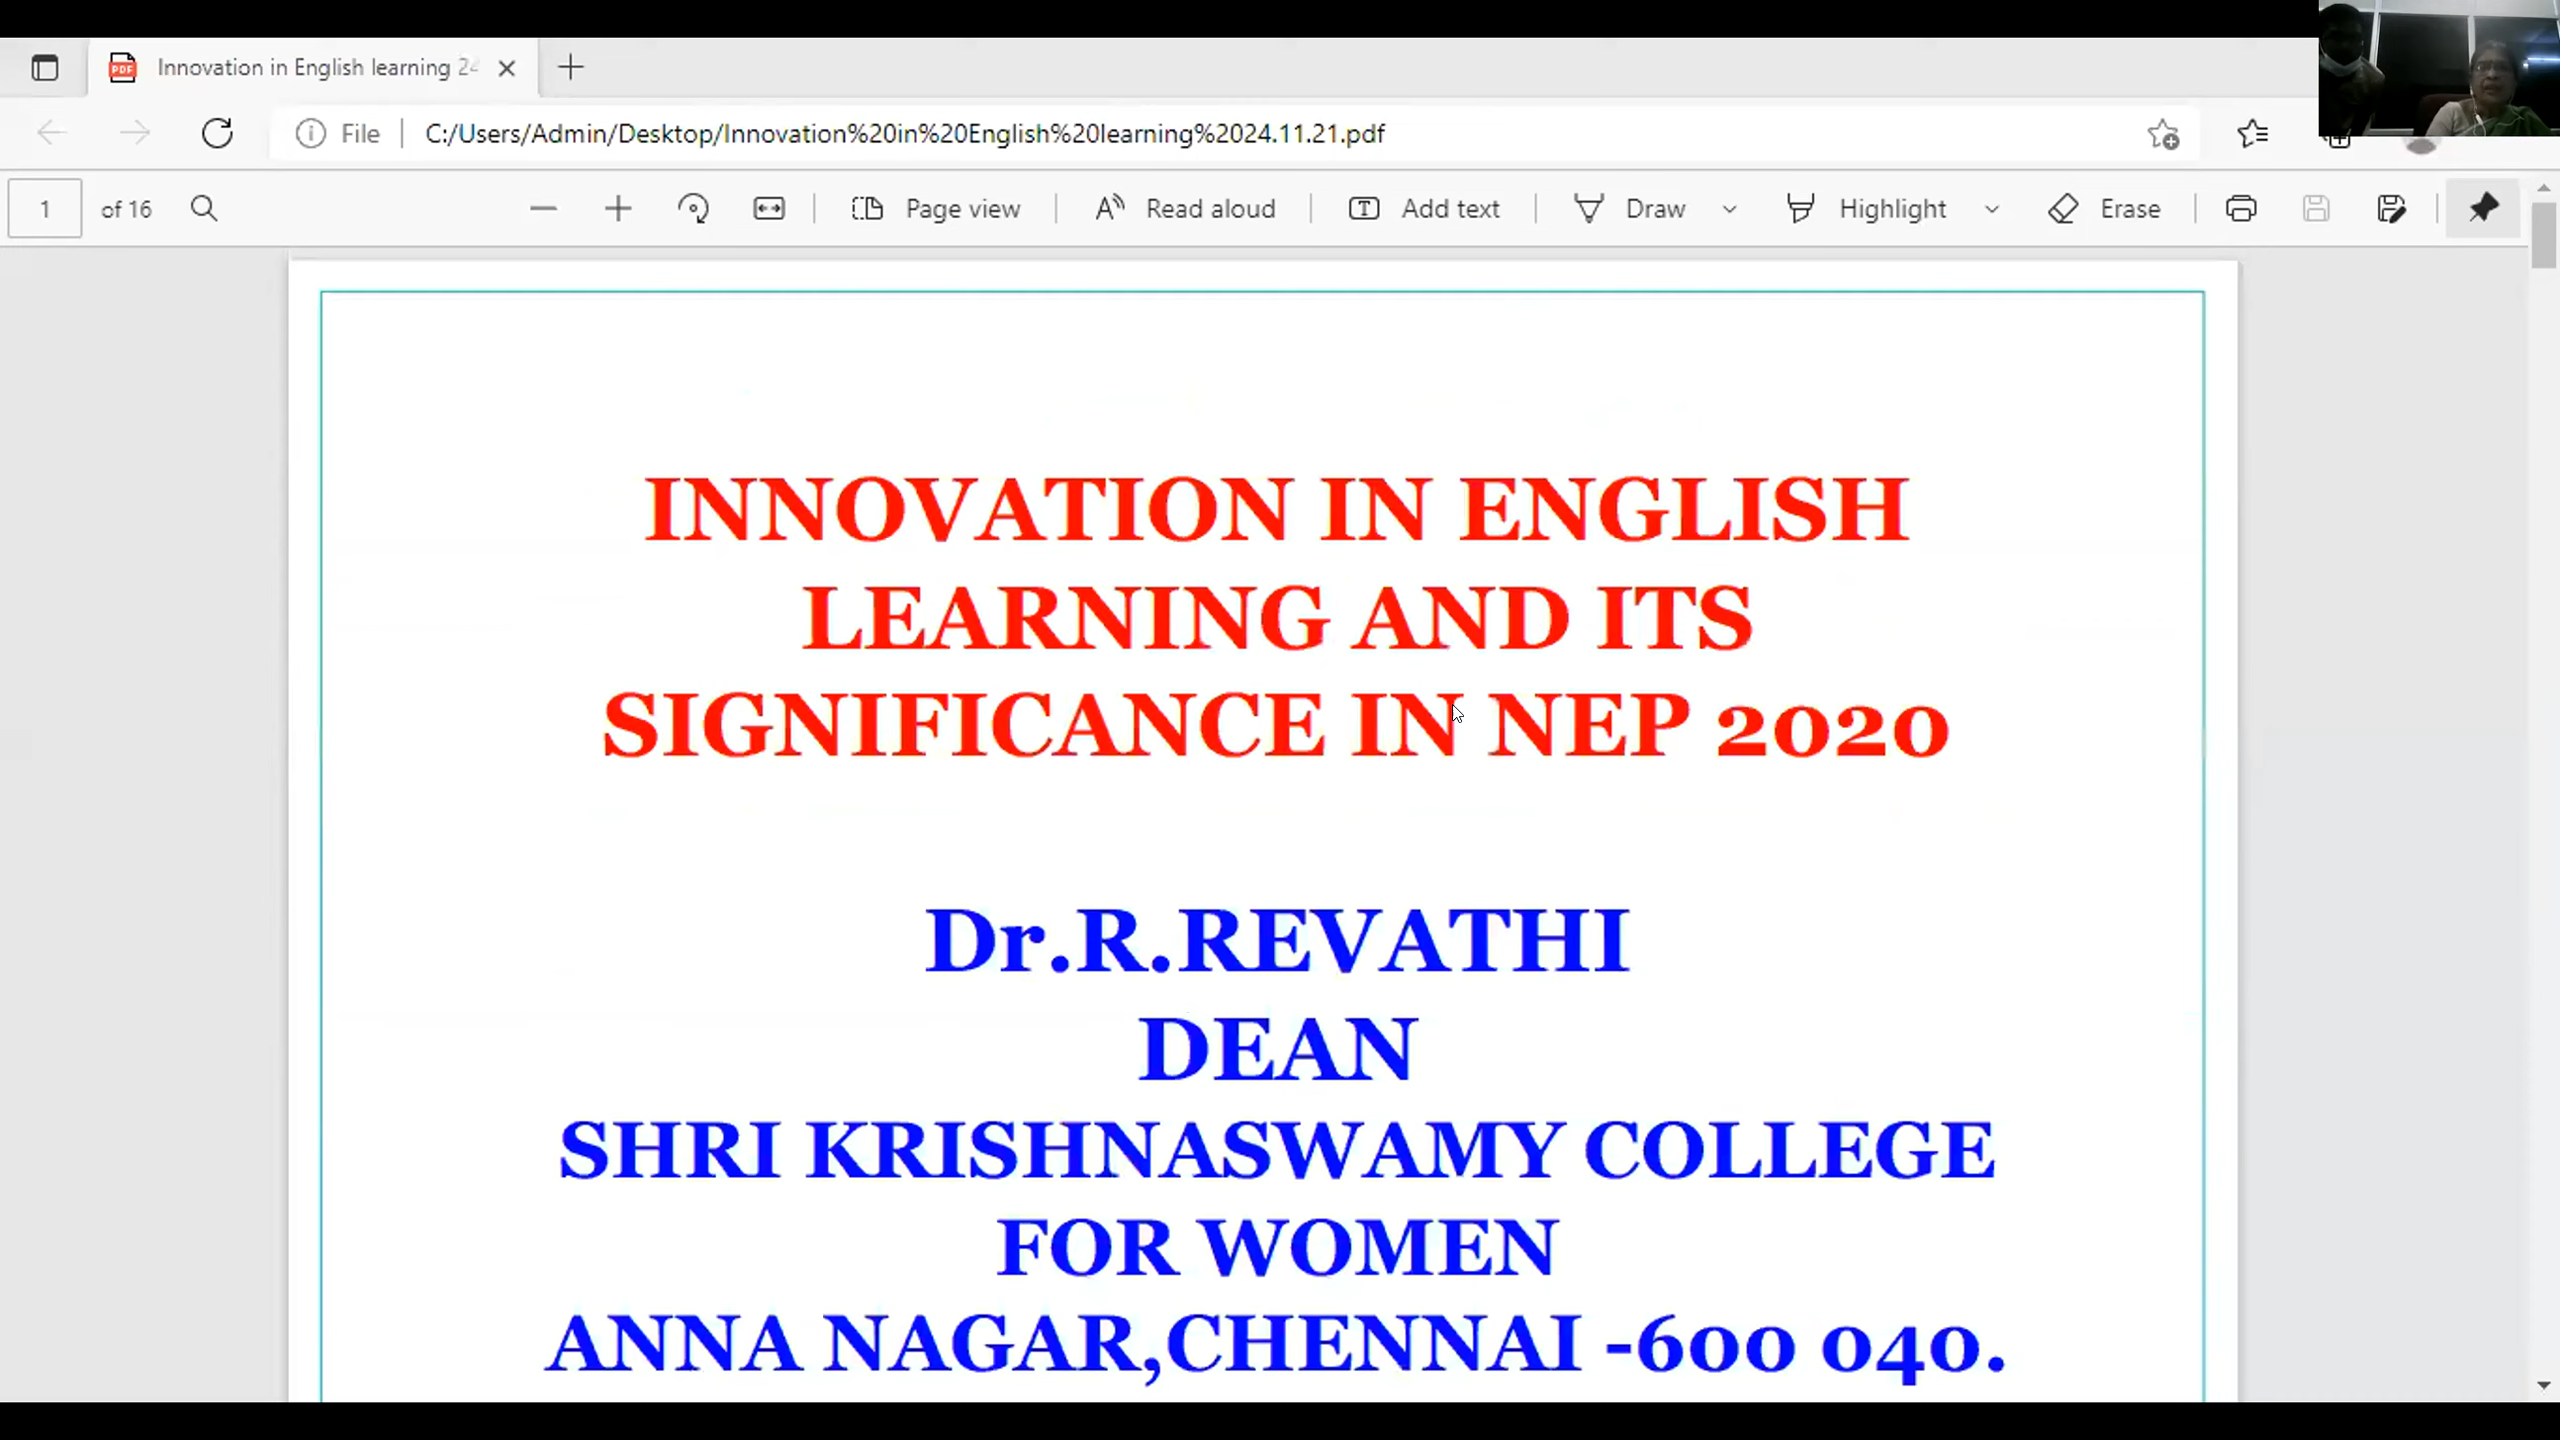 Innovation in English learning 24
File
C:/Users/Admin/Desktop/Innovation%20in%20English%20learning%2024.11.21.pdf
1 of 16
Page view
Read aloud
Add text
Draw
Highlight
Erase
INNOVATION IN ENGLISH
LEARNING AND ITS
SIGNIFICANCE IN NEP 2020
Dr.R.REVATHI
DEAN
SHRI KRISHNASWAMY COLLEGE
FOR WOMEN
ANNA NAGAR,CHENNAI -600 040.